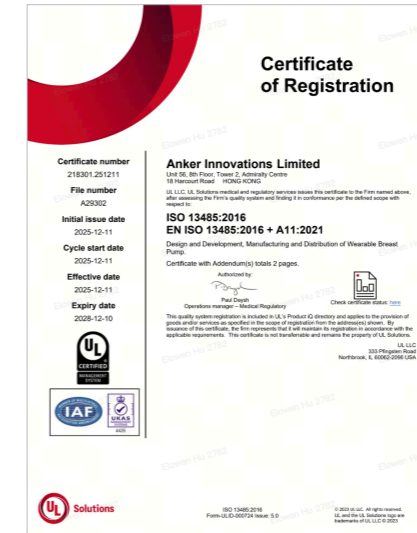 Certificate
of Registration
Certificate number
218301.251211
File number
A29302
Initial issue date
2025-12-11
Cycle start date
2025-12-11
Effective date
2025-12-11
Expiry date
2028-12-10
UL
CERTIFIED
MANAGEMENT
SYSTEM
IAF
UKAS
Anker Innovations Limited
Unit 56, 8th Floor, Tower 2, Admiralty Centre
18 Harcourt Road HONG KONG
UL LLC, UL Solutions medical and regulatory services issues this certificate to the Firm named above,
after assessing the Firm's quality system and finding it in conformance per the defined scope with
respect to:
ISO 13485:2016
EN ISO 13485:2016 + A11:2021
Design and Development, Manufacturing and Distribution of Wearable Breast
Pump.
Certificate with Addendum(s) totals 2 pages.
Authorized by:
Operations manager – Medical Regulatory
Check certificate status: here
This quality system registration is included in UL's Product iQ directory and applies to the provision of
goods and/or services as specified in the scope of registration from the address(es) shown. By
issuance of this certificate, the firm represents that it will maintain its registration in accordance with the
applicable requirements. This certificate is not transferrable and remains the property of UL Solutions.
UL LLC
333 Pfingsten Road
Northbrook, IL 60062-2096 USA
UL Solutions
ISO 13485:2016
Form-ULID-000724 Issue: 5.0
© 2023 UL LLC. All rights reserved.
UL and the UL Solutions logo are
trademarks of UL LLC © 2023